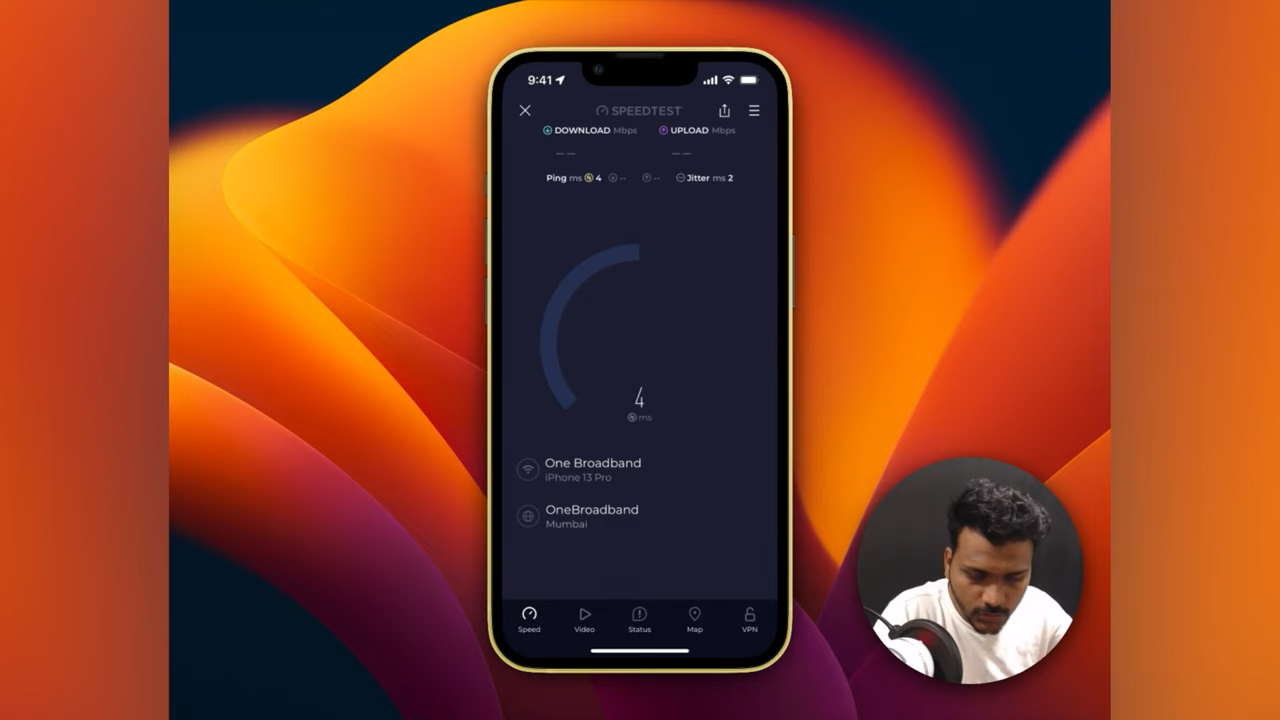 9:41
SPEEDTEST
DOWNLOAD Mbps UPLOAD Mbps
-- --
Ping ms 4 -- -- Jitter ms 2
4
ms
One Broadband
iPhone 13 Pro
OneBroadband
Mumbai
Speed Video Status Map VPN